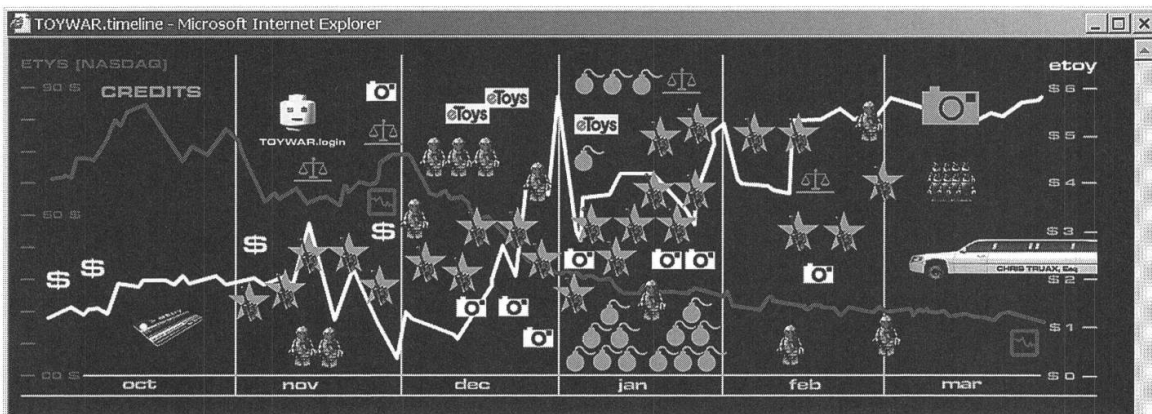 TOYWAR.timeline - Microsoft Internet Explorer
ETYS [NASDAQ]
etoy
90 $
CREDITS
$ 6
eToys
eToys
TOYWAR.login
eToys
$ 5
$ 4
$
$
$
$
$ 3
CHRIS TRUAX, Esq
$ 2
$ 1
00 $
$ 0
oct
nov
dec
jan
feb
mar